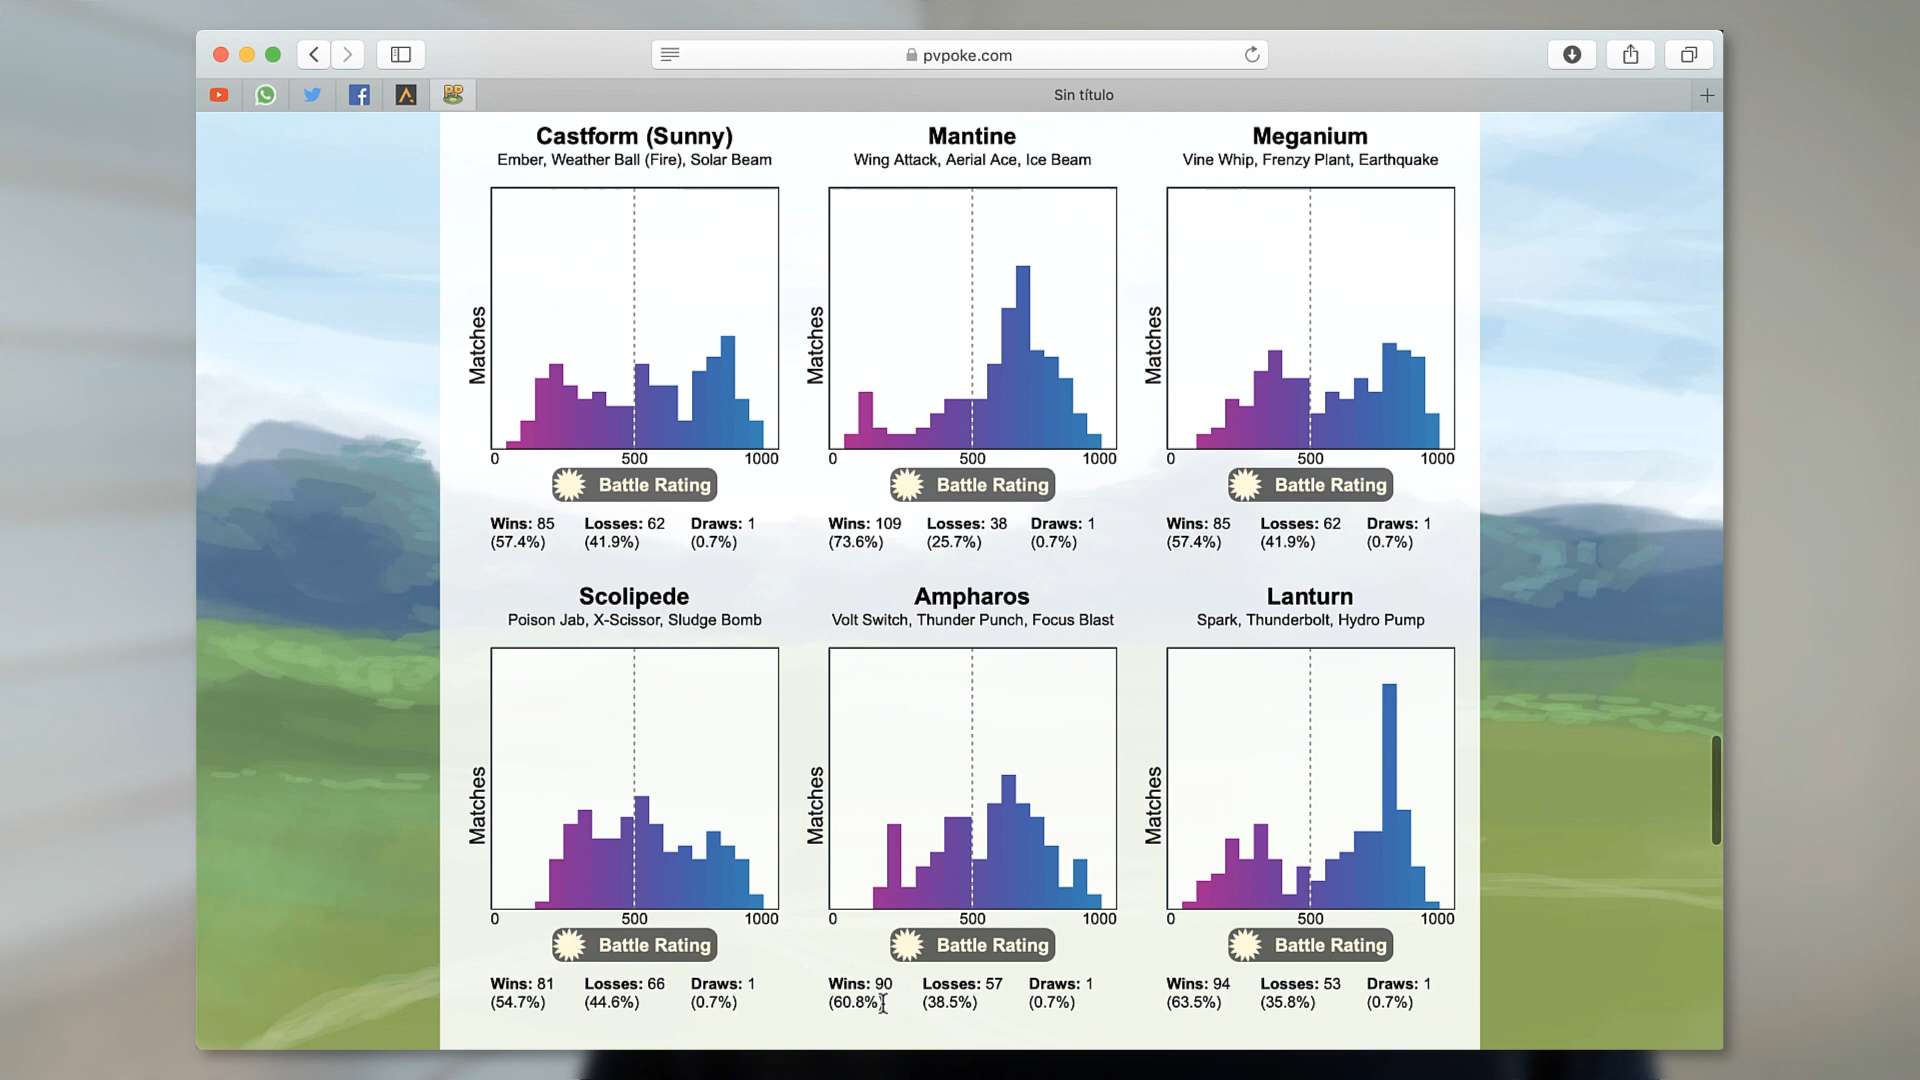 pvpoke.com
Sin título
Castform (Sunny)
Ember, Weather Ball (Fire), Solar Beam
Matches
0 500 1000
Battle Rating
Wins: 85 Losses: 62 Draws: 1
(57.4%) (41.9%) (0.7%)
Mantine
Wing Attack, Aerial Ace, Ice Beam
Matches
0 500 1000
Battle Rating
Wins: 109 Losses: 38 Draws: 1
(73.6%) (25.7%) (0.7%)
Meganium
Vine Whip, Frenzy Plant, Earthquake
Matches
0 500 1000
Battle Rating
Wins: 85 Losses: 62 Draws: 1
(57.4%) (41.9%) (0.7%)
Scolipede
Poison Jab, X-Scissor, Sludge Bomb
Matches
0 500 1000
Battle Rating
Wins: 81 Losses: 66 Draws: 1
(54.7%) (44.6%) (0.7%)
Ampharos
Volt Switch, Thunder Punch, Focus Blast
Matches
0 500 1000
Battle Rating
Wins: 90 Losses: 57 Draws: 1
(60.8%) (38.5%) (0.7%)
Lanturn
Spark, Thunderbolt, Hydro Pump
Matches
0 500 1000
Battle Rating
Wins: 94 Losses: 53 Draws: 1
(63.5%) (35.8%) (0.7%)